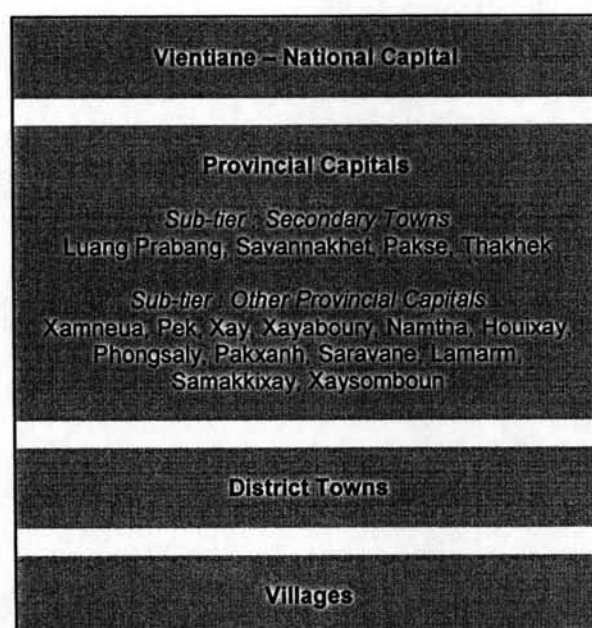 Vientiane – National Capital
Provincial Capitals
Sub-tier : Secondary Towns
Luang Prabang, Savannakhet, Pakse, Thakhek
Sub-tier : Other Provincial Capitals
Xamneua, Pek, Xay, Xayaboury, Namtha, Houixay,
Phongsaly, Pakxanh, Saravane, Lamarm,
Samakkixay, Xaysomboun
District Towns
Villages